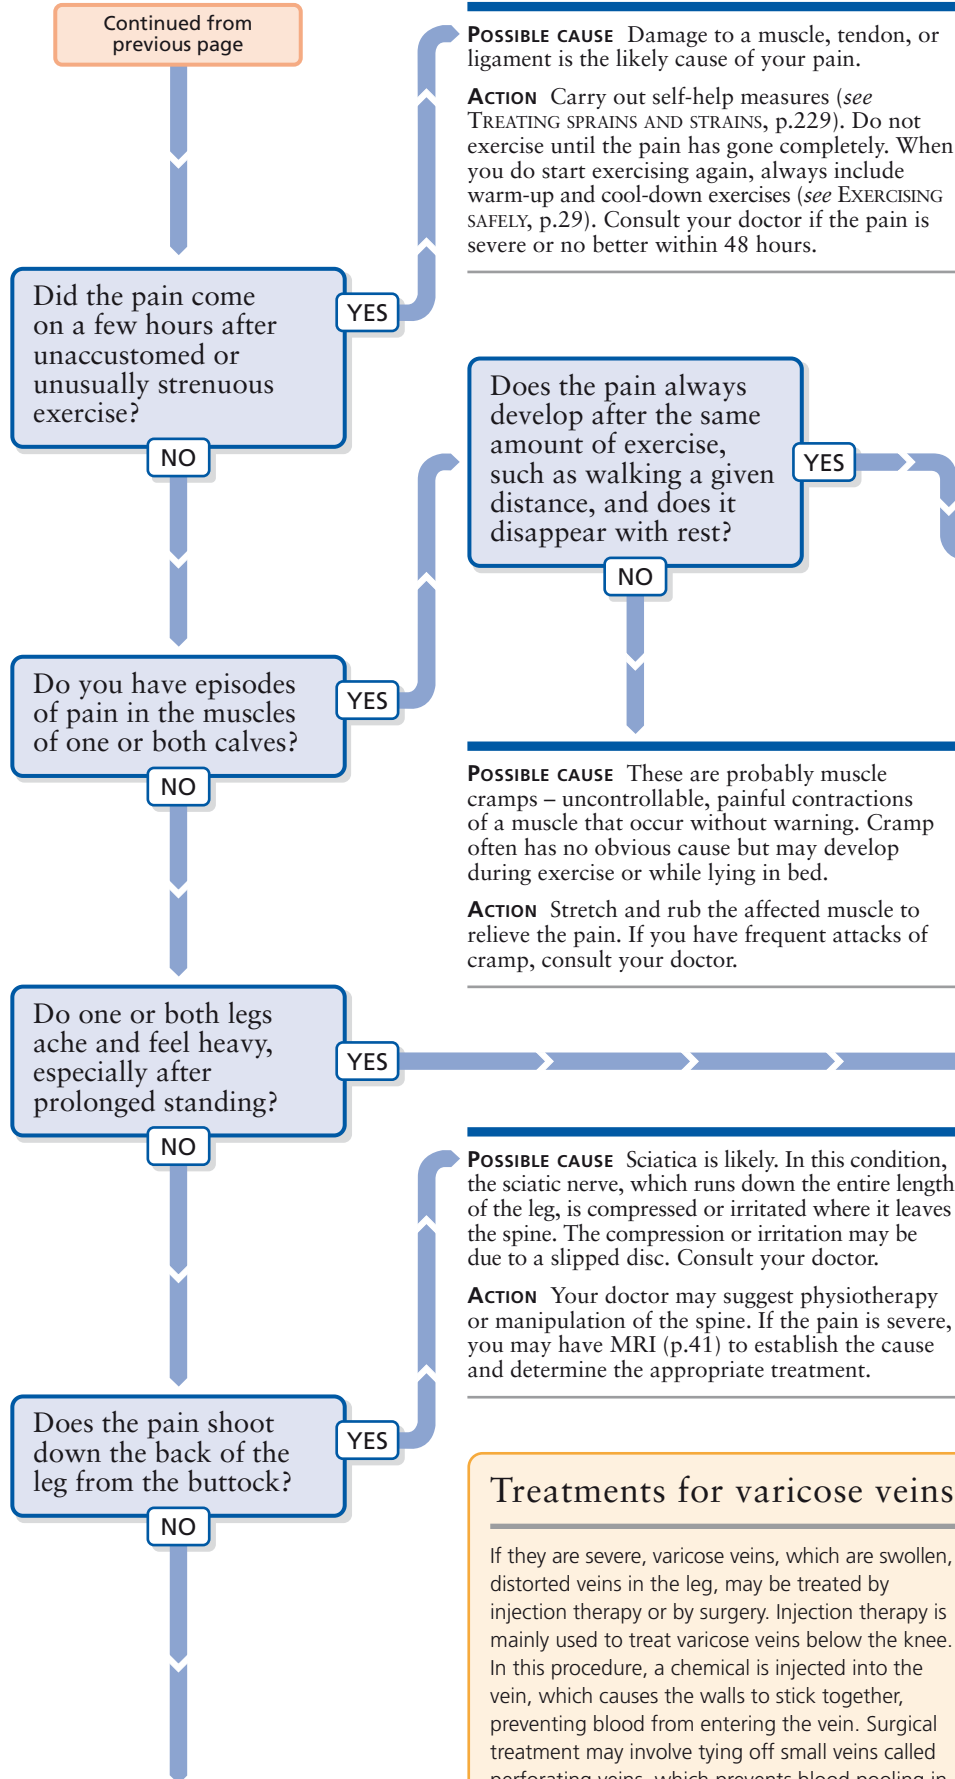 Continued from
previous page
POSSIBLE CAUSE Damage to a muscle, tendon, or
ligament is the likely cause of your pain.
ACTION Carry out self-help measures (see
TREATING SPRAINS AND STRAINS, p.229). Do not
exercise until the pain has gone completely. When
you do start exercising again, always include
warm-up and cool-down exercises (see EXERCISING
SAFELY, p.29). Consult your doctor if the pain is
severe or no better within 48 hours.
Did the pain come
on a few hours after
unaccustomed or
unusually strenuous
exercise?
YES
NO
Does the pain always
develop after the same
amount of exercise,
such as walking a given
distance, and does it
disappear with rest?
YES
NO
Do you have episodes
of pain in the muscles
of one or both calves?
YES
NO
POSSIBLE CAUSE These are probably muscle
cramps – uncontrollable, painful contractions
of a muscle that occur without warning. Cramp
often has no obvious cause but may develop
during exercise or while lying in bed.
ACTION Stretch and rub the affected muscle to
relieve the pain. If you have frequent attacks of
cramp, consult your doctor.
Do one or both legs
ache and feel heavy,
especially after
prolonged standing?
YES
NO
POSSIBLE CAUSE Sciatica is likely. In this condition,
the sciatic nerve, which runs down the entire length
of the leg, is compressed or irritated where it leaves
the spine. The compression or irritation may be
due to a slipped disc. Consult your doctor.
ACTION Your doctor may suggest physiotherapy
or manipulation of the spine. If the pain is severe,
you may have MRI (p.41) to establish the cause
and determine the appropriate treatment.
Does the pain shoot
down the back of the
leg from the buttock?
YES
NO
Treatments for varicose veins
If they are severe, varicose veins, which are swollen,
distorted veins in the leg, may be treated by
injection therapy or by surgery. Injection therapy is
mainly used to treat varicose veins below the knee.
In this procedure, a chemical is injected into the
vein, which causes the walls to stick together,
preventing blood from entering the vein. Surgical
treatment may involve tying off small veins called
perforating veins, which prevents blood pooling in